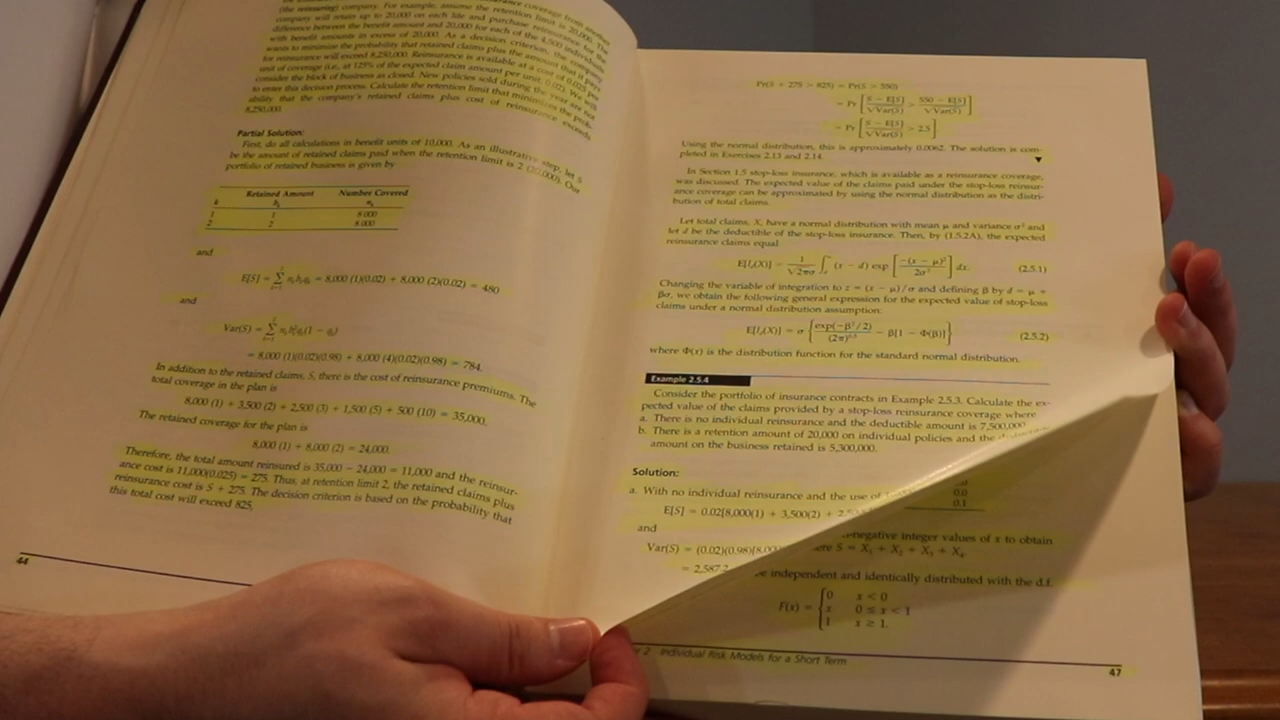 (the reinsuring) company. For example, assume the retention limit is 20,000. The
company will retain up to 20,000 on each life and purchase reinsurance for the
difference between the benefit amount and 20,000 for each of the 4,500 individuals
with benefit amounts in excess of 20,000. As a decision criterion, the company
wants to minimize the probability that retained claims plus the amount that it pays
for reinsurance will exceed 8,250,000. Reinsurance is available at a cost of 0.025 per
unit of coverage (i.e., at 125% of the expected claim amount per unit, 0.02). We will
consider the block of business as closed. New policies sold during the year are not
to enter this decision process. Calculate the retention limit that minimizes the prob-
ability that the company's retained claims plus cost of reinsurance exceeds
8,250,000.
Partial Solution:
First, do all calculations in benefit units of 10,000. As an illustrative step, let S
be the amount of retained claims paid when the retention limit is 2 (20,000). Our
portfolio of retained business is given by
Retained Amount Number Covered
k b_k n_k
1 1 8 000
2 2 8 000
and
E[S] = Σ n_k b_k q_k = 8,000 (1)(0.02) + 8,000 (2)(0.02) = 480
and
Var(S) = Σ n_k b_k² q_k(1 − q_k)
= 8,000 (1)(0.02)(0.98) + 8,000 (4)(0.02)(0.98) = 784.
In addition to the retained claims, S, there is the cost of reinsurance premiums. The
total coverage in the plan is
8,000 (1) + 3,500 (2) + 2,500 (3) + 1,500 (5) + 500 (10) = 35,000.
The retained coverage for the plan is
8,000 (1) + 8,000 (2) = 24,000.
Therefore, the total amount reinsured is 35,000 − 24,000 = 11,000 and the reinsur-
ance cost is 11,000(0.025) = 275. Thus, at retention limit 2, the retained claims plus
reinsurance cost is S + 275. The decision criterion is based on the probability that
this total cost will exceed 825,
44
Pr(S + 275 > 825) = Pr(S > 550)
= Pr [ (S − E[S])/√Var(S) > (550 − E[S])/√Var(S) ]
= Pr [ (S − E[S])/√Var(S) > 2.5 ]
Using the normal distribution, this is approximately 0.0062. The solution is com-
pleted in Exercises 2.13 and 2.14. ▼
In Section 1.5 stop-loss insurance, which is available as a reinsurance coverage,
was discussed. The expected value of the claims paid under the stop-loss reinsur-
ance coverage can be approximated by using the normal distribution as the distri-
bution of total claims.
Let total claims, X, have a normal distribution with mean μ and variance σ² and
let d be the deductible of the stop-loss insurance. Then, by (1.5.2A), the expected
reinsurance claims equal
E[I_d(X)] = 1/(√2π σ) ∫ (x − d) exp [ −(x − μ)²/2σ² ] dx. (2.5.1)
Changing the variable of integration to z = (x − μ)/σ and defining β by d = μ +
βσ, we obtain the following general expression for the expected value of stop-loss
claims under a normal distribution assumption:
E[I_d(X)] = σ { exp(−β²/2)/(2π)^0.5 − β[1 − Φ(β)] } (2.5.2)
where Φ(x) is the distribution function for the standard normal distribution.
Example 2.5.4
Consider the portfolio of insurance contracts in Example 2.5.3. Calculate the ex-
pected value of the claims provided by a stop-loss reinsurance coverage where
a. There is no individual reinsurance and the deductible amount is 7,500,000
b. There is a retention amount of 20,000 on individual policies and the
amount on the business retained is 5,300,000.
Solution:
a. With no individual reinsurance and the use of
0.0
E[S] = 0.02[8,000(1) + 3,500(2) +
0.1
and
negative integer values of x to obtain
Var(S) = (0.02)(0.98)[8,00
S = X₁ + X₂ + X₃ + X₄.
= 2,587.2
independent and identically distributed with the d.f.
F(x) = { 0 x < 0
x 0 ≤ x < 1
1 x ≥ 1.
2 Individual Risk Models for a Short Term
47